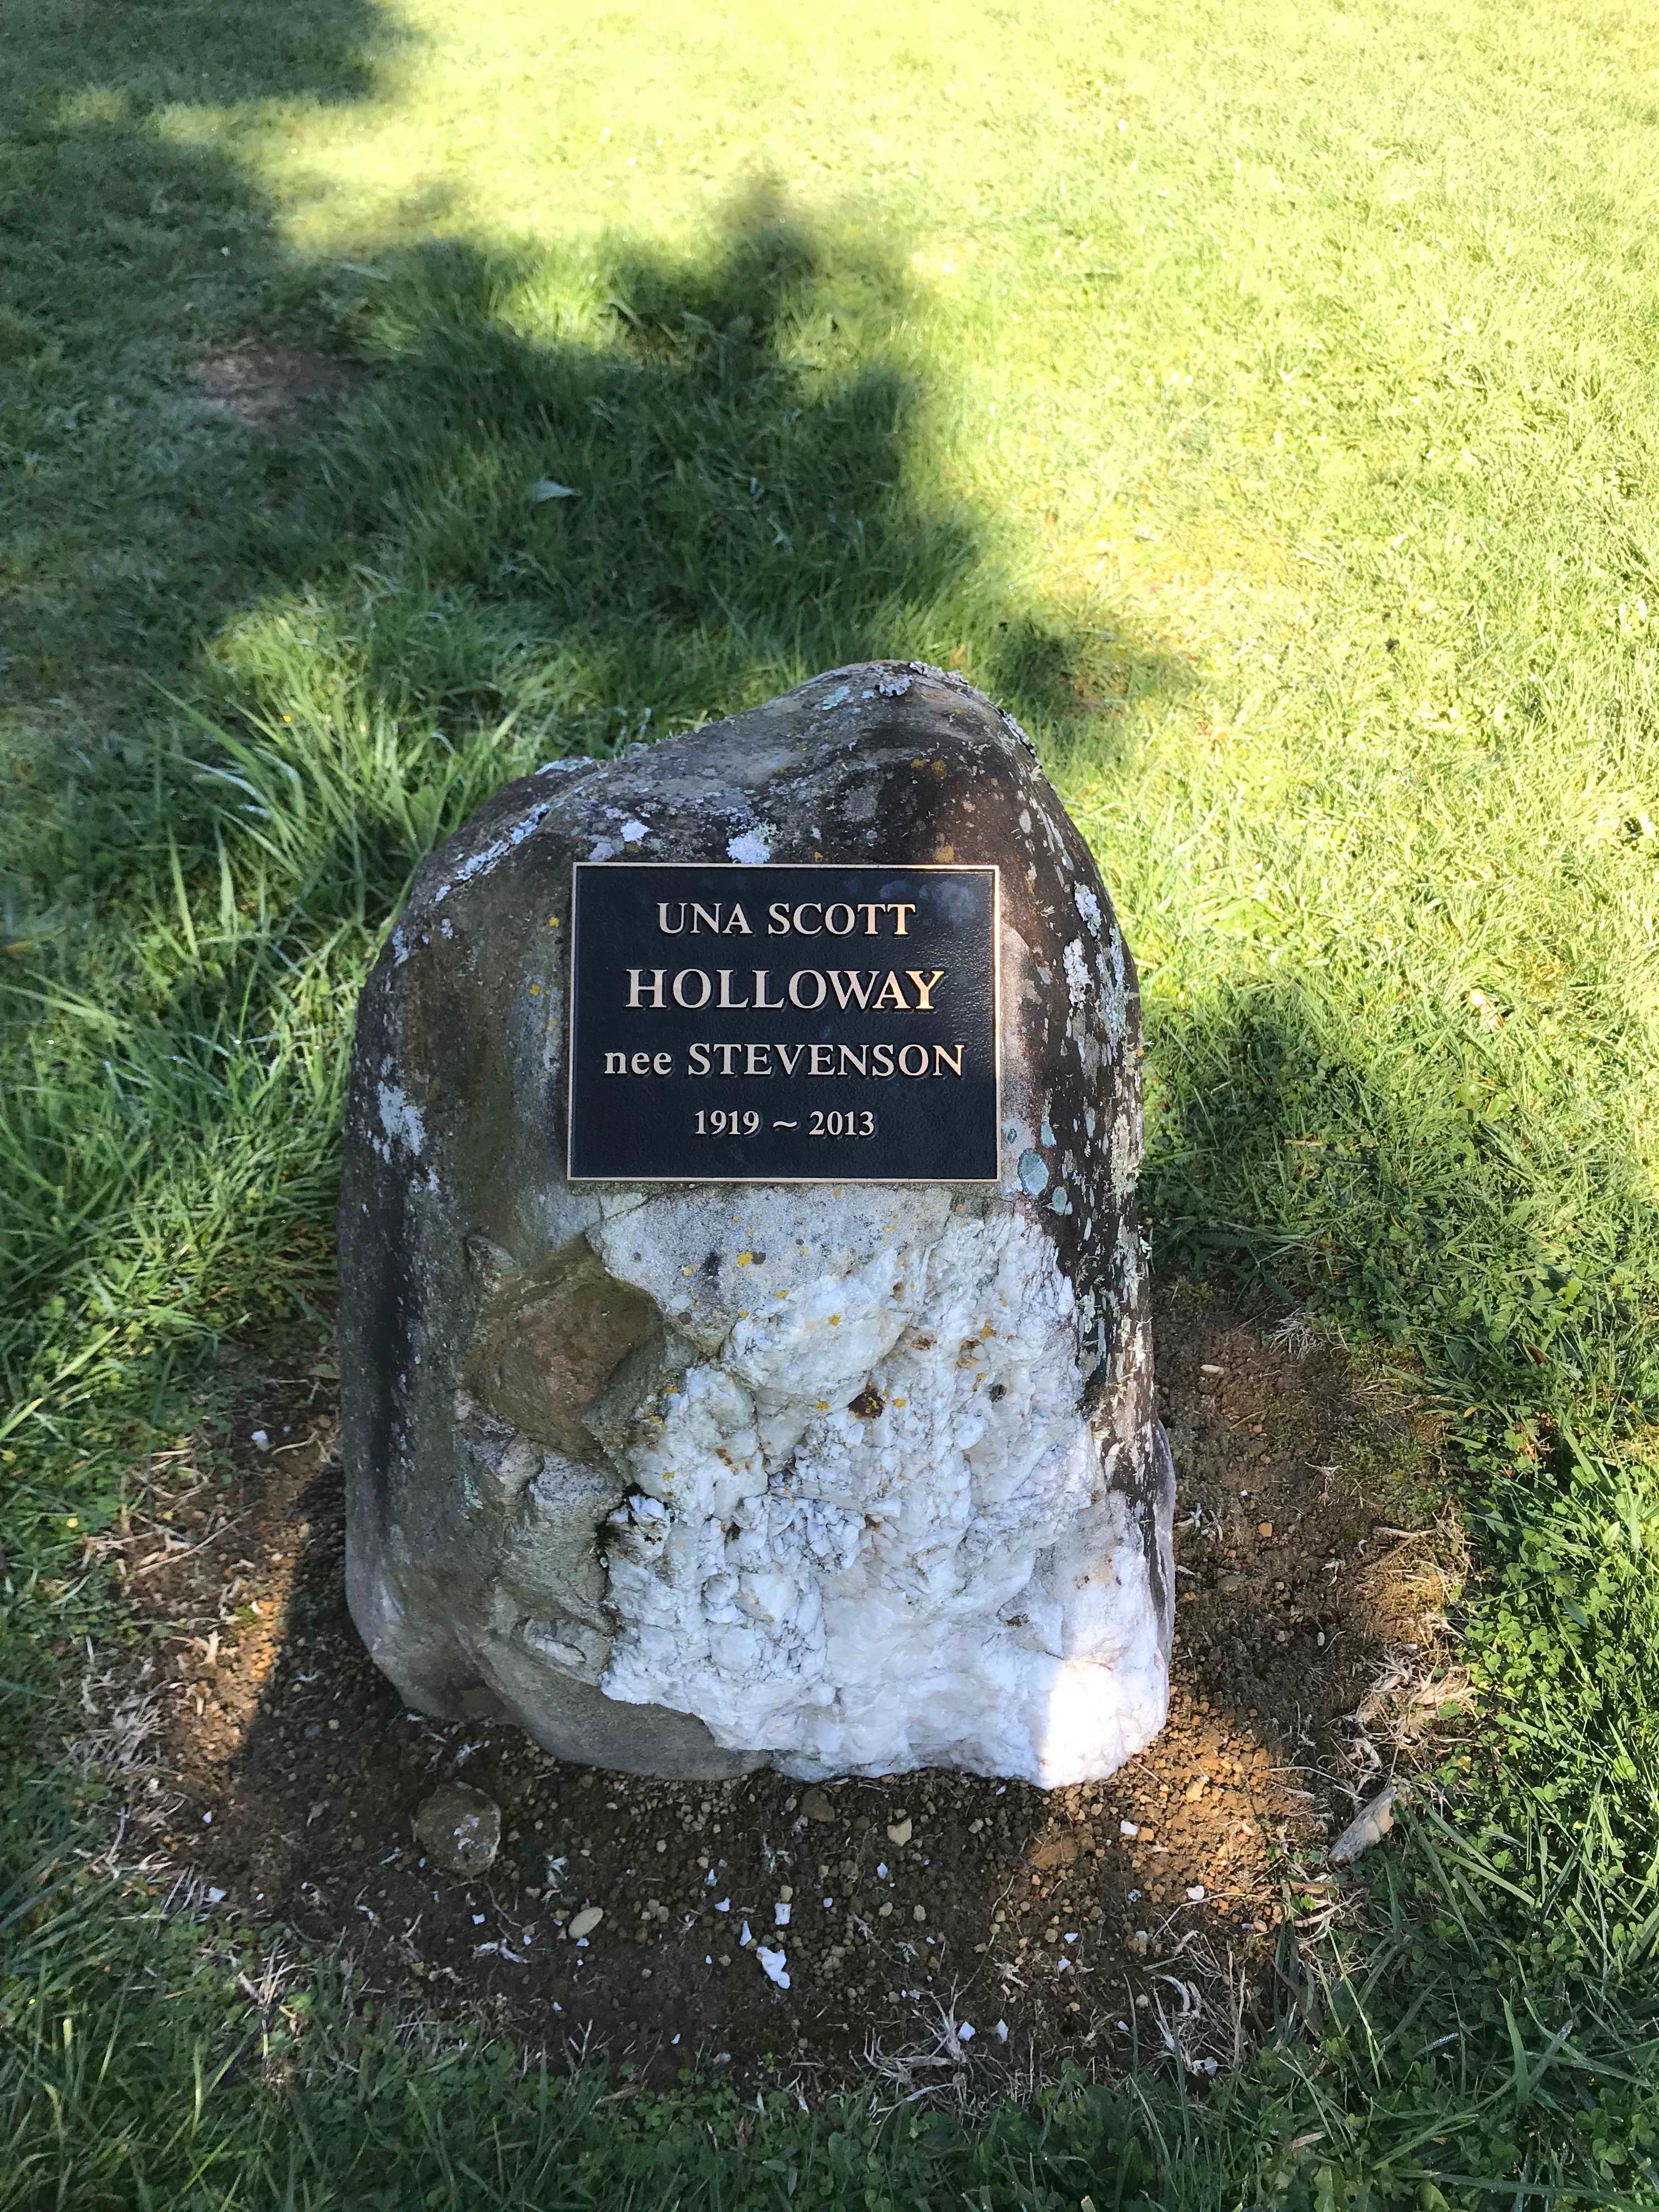 UNA SCOTT
HOLLOWAY
nee STEVENSON
1919 ~ 2013